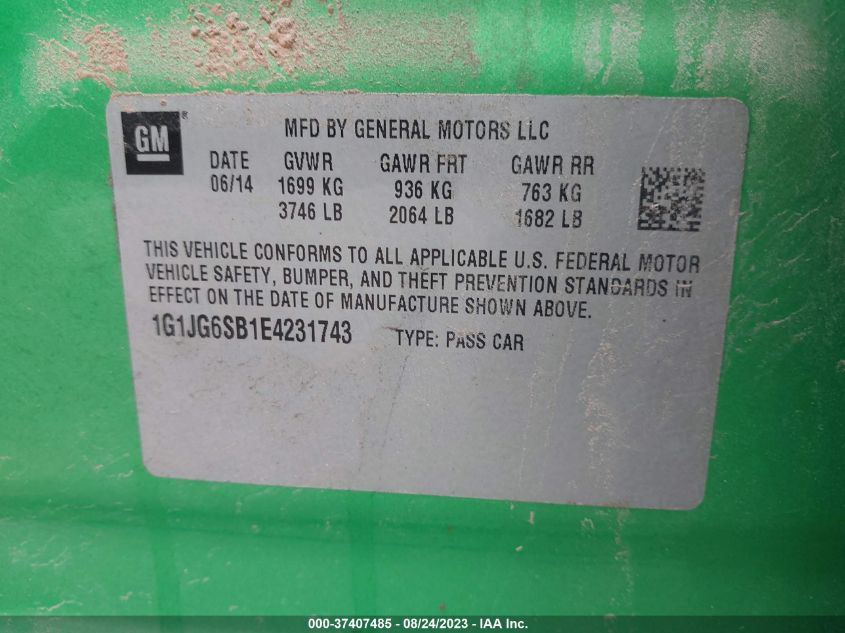 GM®
MFD BY GENERAL MOTORS LLC
DATE GVWR GAWR FRT GAWR RR
06/14 1699 KG 936 KG 763 KG
3746 LB 2064 LB 1682 LB
THIS VEHICLE CONFORMS TO ALL APPLICABLE U.S. FEDERAL MOTOR
VEHICLE SAFETY, BUMPER, AND THEFT PREVENTION STANDARDS IN
EFFECT ON THE DATE OF MANUFACTURE SHOWN ABOVE.
1G1JG6SB1E4231743 TYPE: PASS CAR
000-37407485 - 08/24/2023 - IAA Inc.